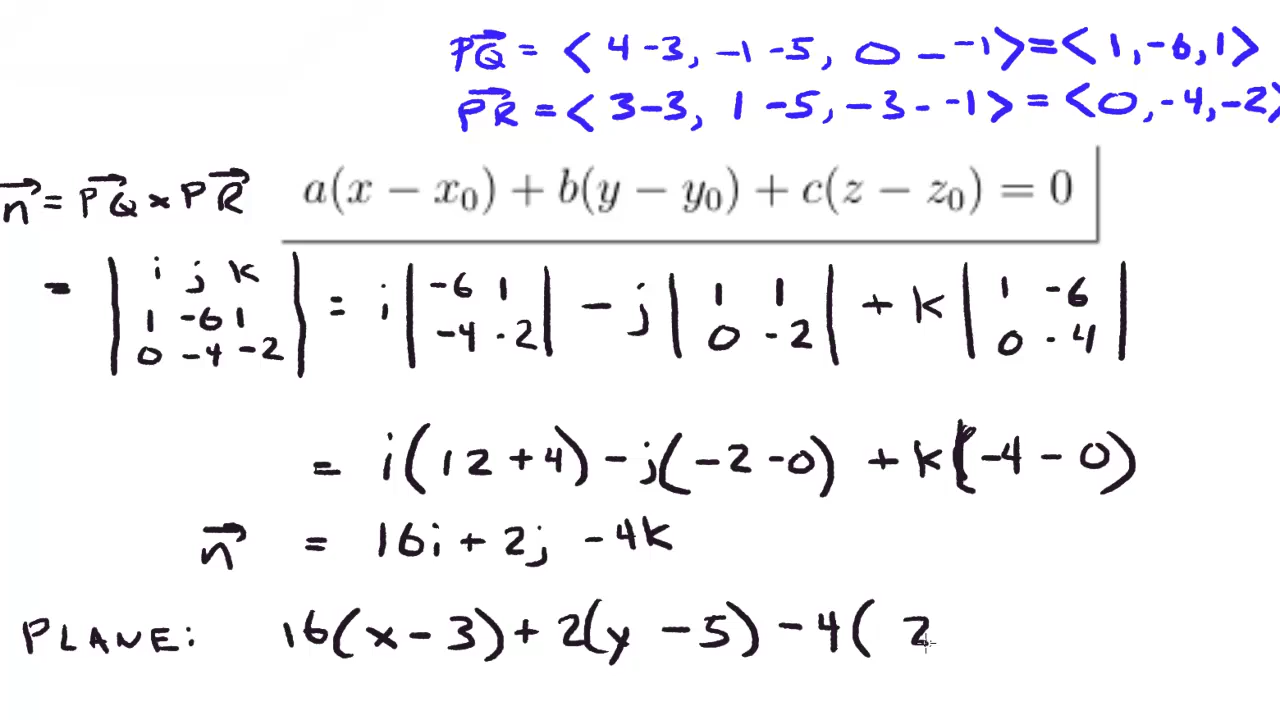 PQ = < 4 - 3, -1 - 5, 0 - -1 > = < 1, -6, 1 >
PR = < 3 - 3, 1 - 5, -3 - -1 > = < 0, -4, -2 >
n = PQ × PR
a(x − x₀) + b(y − y₀) + c(z − z₀) = 0
= | i j k | = i | -6 1 | - j | 1 1 | + k | 1 -6 |
| 1 -6 1 | | -4 -2 | | 0 -2 | | 0 -4 |
| 0 -4 -2 |
= i(12 + 4) - j(-2 - 0) + k(-4 - 0)
n = 16i + 2j - 4k
PLANE: 16(x - 3) + 2(y - 5) - 4( z